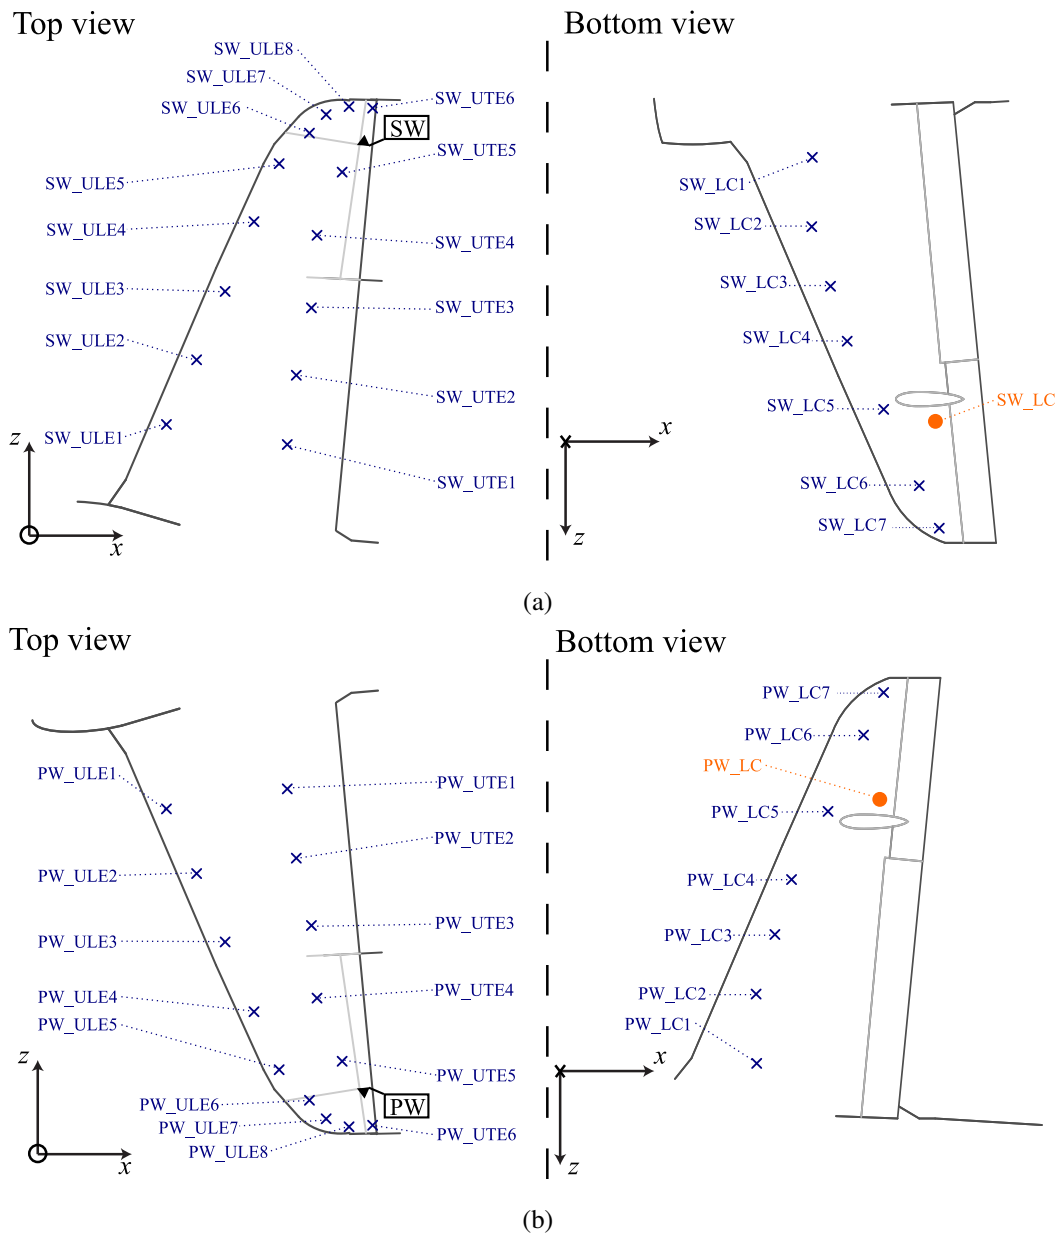 Top view
Bottom view
SW_ULE8
SW_ULE7
SW_ULE6
SW_UTE6
SW
SW_UTE5
SW_ULE5
SW_ULE4
SW_UTE4
SW_ULE3
SW_UTE3
SW_ULE2
SW_UTE2
SW_ULE1
SW_UTE1
z
x
SW_LC1
SW_LC2
SW_LC3
SW_LC4
SW_LC5
SW_LC
SW_LC6
SW_LC7
x
z
(a)
Top view
Bottom view
PW_ULE1
PW_UTE1
PW_UTE2
PW_ULE2
PW_UTE3
PW_ULE3
PW_UTE4
PW_ULE4
PW_ULE5
PW_UTE5
PW_ULE6
PW
PW_ULE7
PW_UTE6
PW_ULE8
z
x
PW_LC7
PW_LC6
PW_LC
PW_LC5
PW_LC4
PW_LC3
PW_LC2
PW_LC1
x
z
(b)